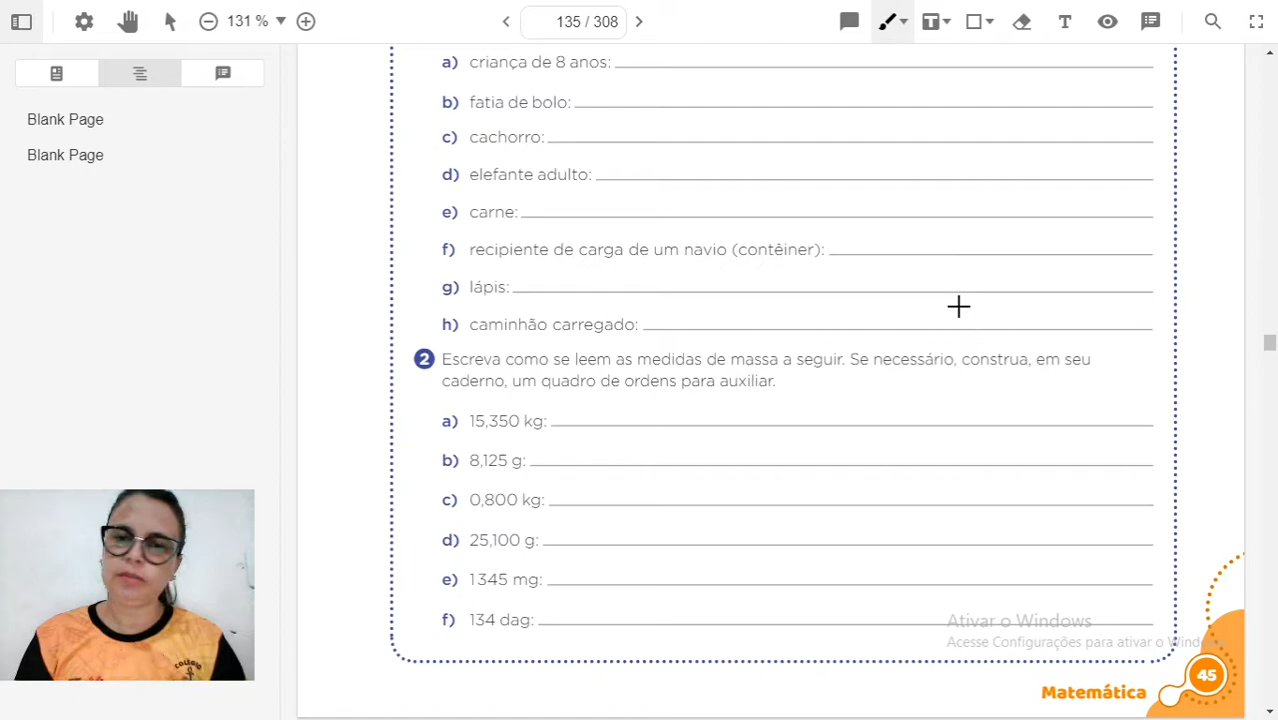 131 %
135 / 308
Blank Page
Blank Page
a) criança de 8 anos:
b) fatia de bolo:
c) cachorro:
d) elefante adulto:
e) carne:
f) recipiente de carga de um navio (contêiner):
g) lápis:
h) caminhão carregado:
2 Escreva como se leem as medidas de massa a seguir. Se necessário, construa, em seu
caderno, um quadro de ordens para auxiliar.
a) 15,350 kg:
b) 8,125 g:
c) 0,800 kg:
d) 25,100 g:
e) 1 345 mg:
f) 134 dag:
Ativar o Windows
Acesse Configurações para ativar o Windows.
Matemática 45
COLÉGIO